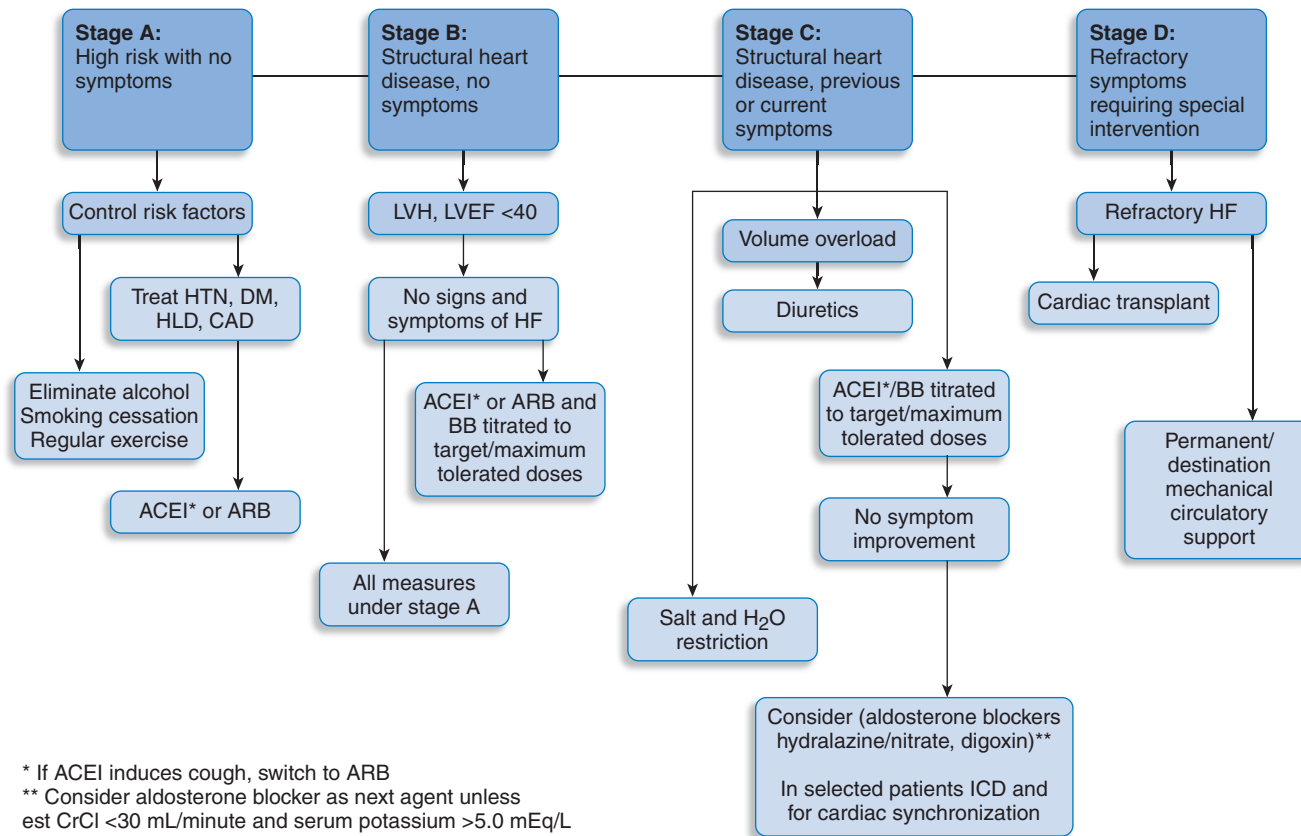 Stage A:
High risk with no
symptoms
Stage B:
Structural heart
disease, no
symptoms
Stage C:
Structural heart
disease, previous
or current
symptoms
Stage D:
Refractory
symptoms
requiring special
intervention
Control risk factors
LVH, LVEF <40
Volume overload
Refractory HF
Treat HTN, DM,
HLD, CAD
No signs and
symptoms of HF
Diuretics
Cardiac transplant
Eliminate alcohol
Smoking cessation
Regular exercise
ACEI* or ARB and
BB titrated to
target/maximum
tolerated doses
ACEI*/BB titrated
to target/maximum
tolerated doses
Permanent/
destination
mechanical
circulatory
support
ACEI* or ARB
No symptom
improvement
All measures
under stage A
Salt and H₂O
restriction
Consider (aldosterone blockers
hydralazine/nitrate, digoxin)**
In selected patients ICD and
for cardiac synchronization
* If ACEI induces cough, switch to ARB
** Consider aldosterone blocker as next agent unless
est CrCl <30 mL/minute and serum potassium >5.0 mEq/L